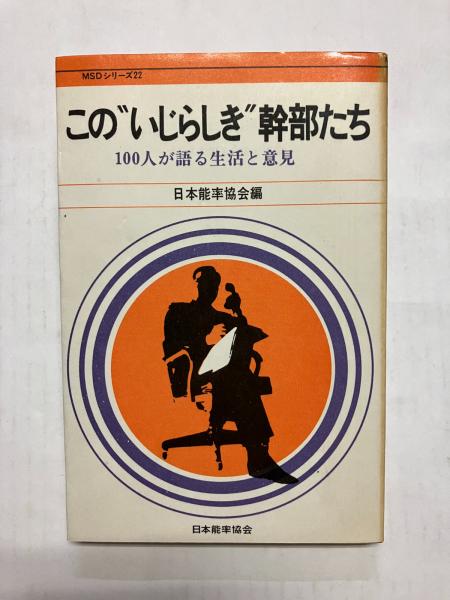 MSDシリーズ22
この“いじらしき”幹部たち
100人が語る生活と意見
日本能率協会編
日本能率協会